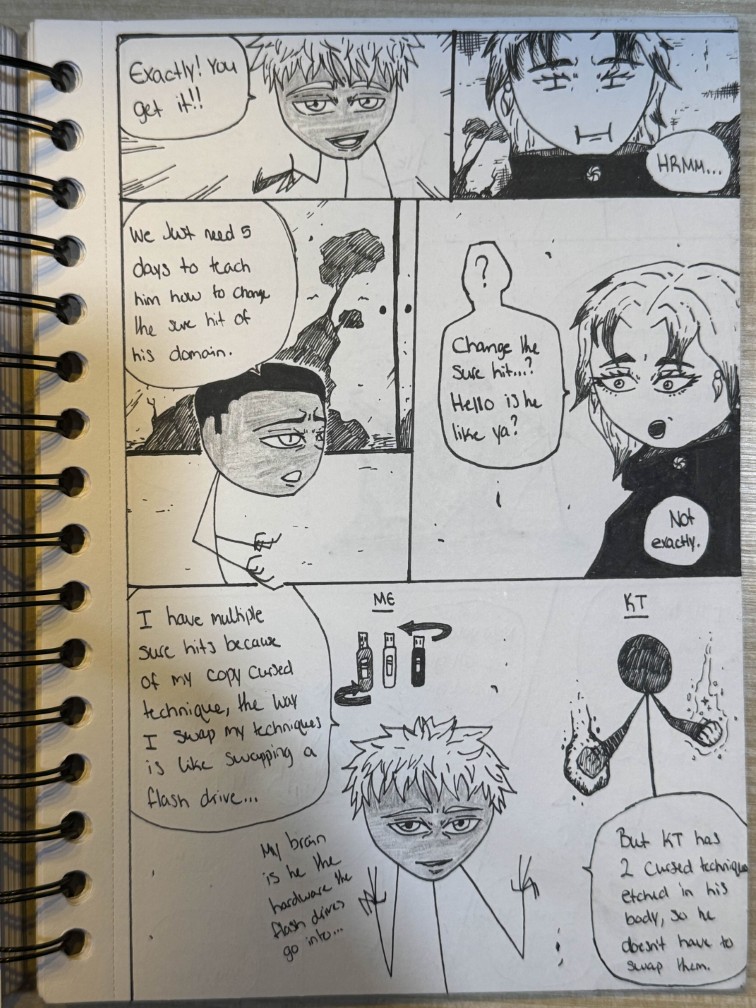 Exactly! You
get it!!
HRMM...
We Just need 5
days to teach
him how to change
the sure hit of
his domain.
?
Change the
Sure hit...?
Hello is he
like ya?
Not
exactly.
I have multiple
sure hits because
of my copy cursed
technique, the way
I swap my techniques
is like swapping a
flash drive...
ME
KT
My brain
is he the
hardware the
flash drives
go into...
But KT has
2 Cursed technique
etched in his
body, so he
doesn't have to
swap them.